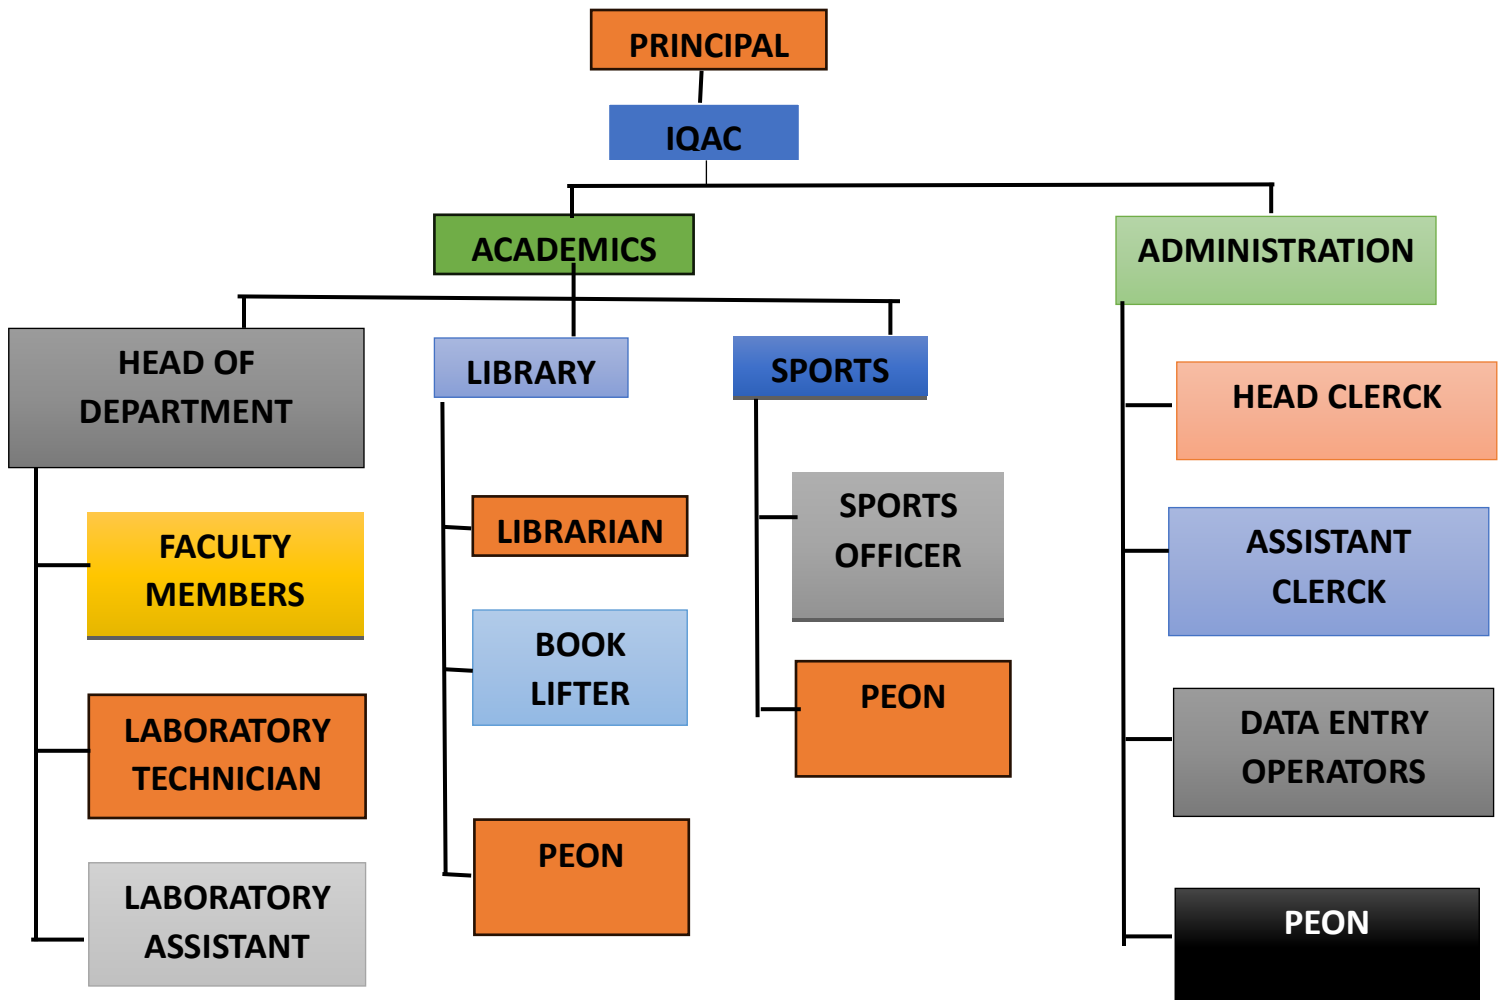 PRINCIPAL
IQAC
ACADEMICS
ADMINISTRATION
HEAD OF
DEPARTMENT
FACULTY
MEMBERS
LABORATORY
TECHNICIAN
LABORATORY
ASSISTANT
LIBRARY
LIBRARIAN
BOOK
LIFTER
PEON
SPORTS
SPORTS
OFFICER
PEON
HEAD CLERCK
ASSISTANT
CLERCK
DATA ENTRY
OPERATORS
PEON